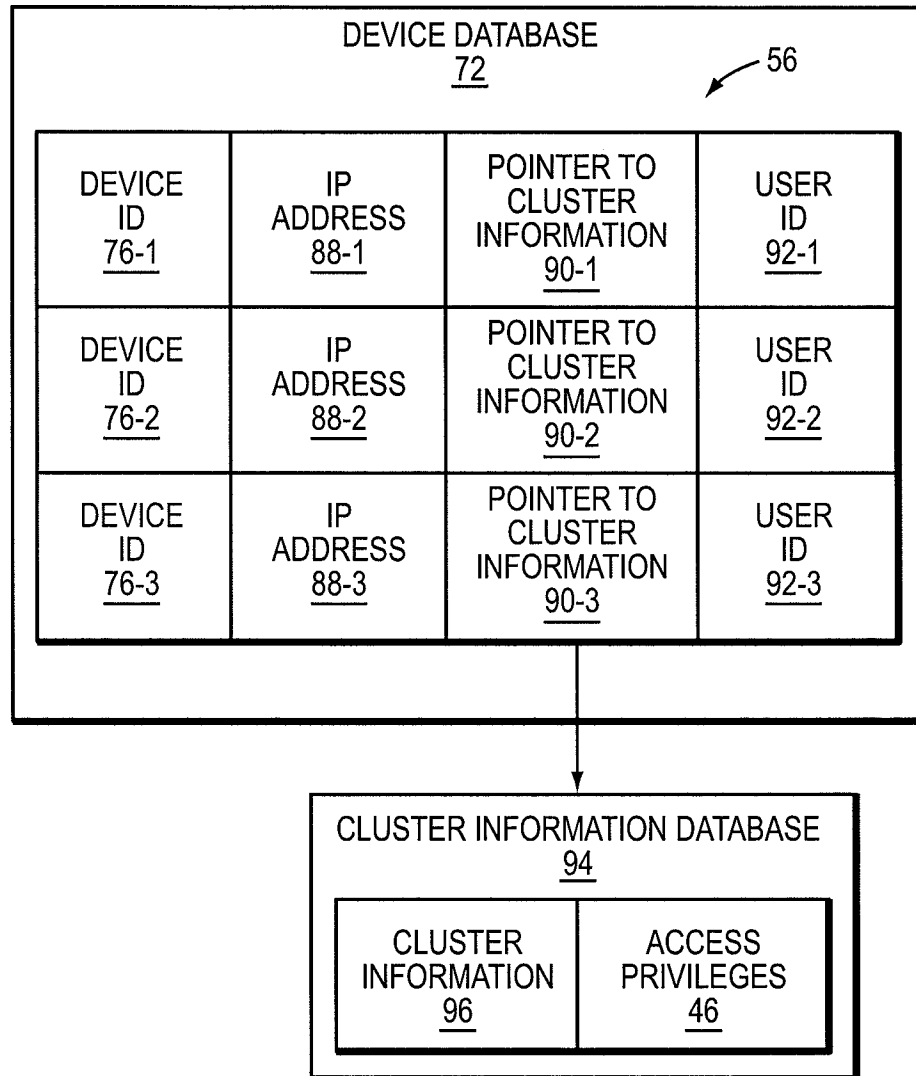 DEVICE DATABASE
72
56
DEVICE
ID
76-1
IP
ADDRESS
88-1
POINTER TO
CLUSTER
INFORMATION
90-1
USER
ID
92-1
DEVICE
ID
76-2
IP
ADDRESS
88-2
POINTER TO
CLUSTER
INFORMATION
90-2
USER
ID
92-2
DEVICE
ID
76-3
IP
ADDRESS
88-3
POINTER TO
CLUSTER
INFORMATION
90-3
USER
ID
92-3
CLUSTER INFORMATION DATABASE
94
CLUSTER
INFORMATION
96
ACCESS
PRIVILEGES
46